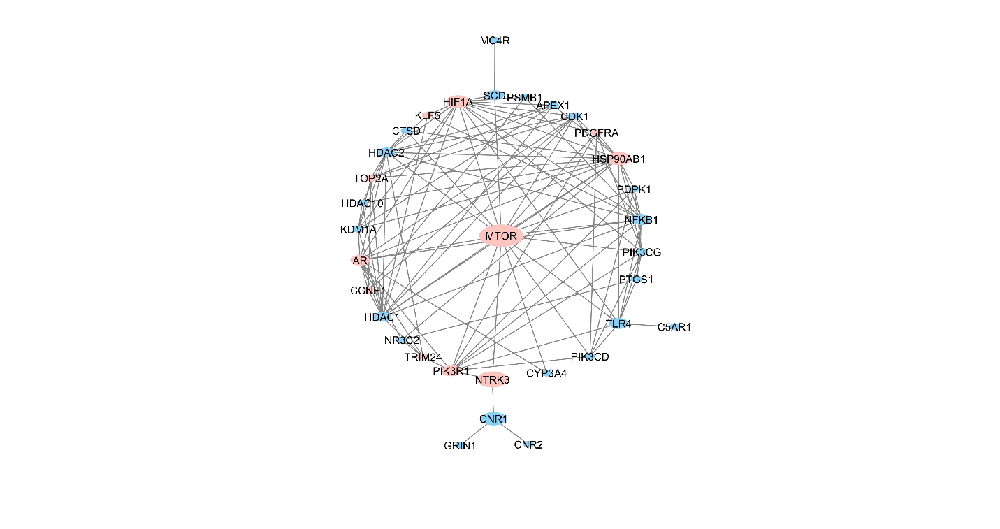 MC4R
SCD
PSMB1
HIF1A
APEX1
KLF5
CDK1
CTSD
PDGFRA
HDAC2
HSP90AB1
TOP2A
PDPK1
HDAC10
NFKB1
KDM1A
MTOR
PIK3CG
AR
PTGS1
CCNE1
HDAC1
TLR4
C5AR1
NR3C2
TRIM24
PIK3CD
PIK3R1
CYP3A4
NTRK3
CNR1
GRIN1
CNR2